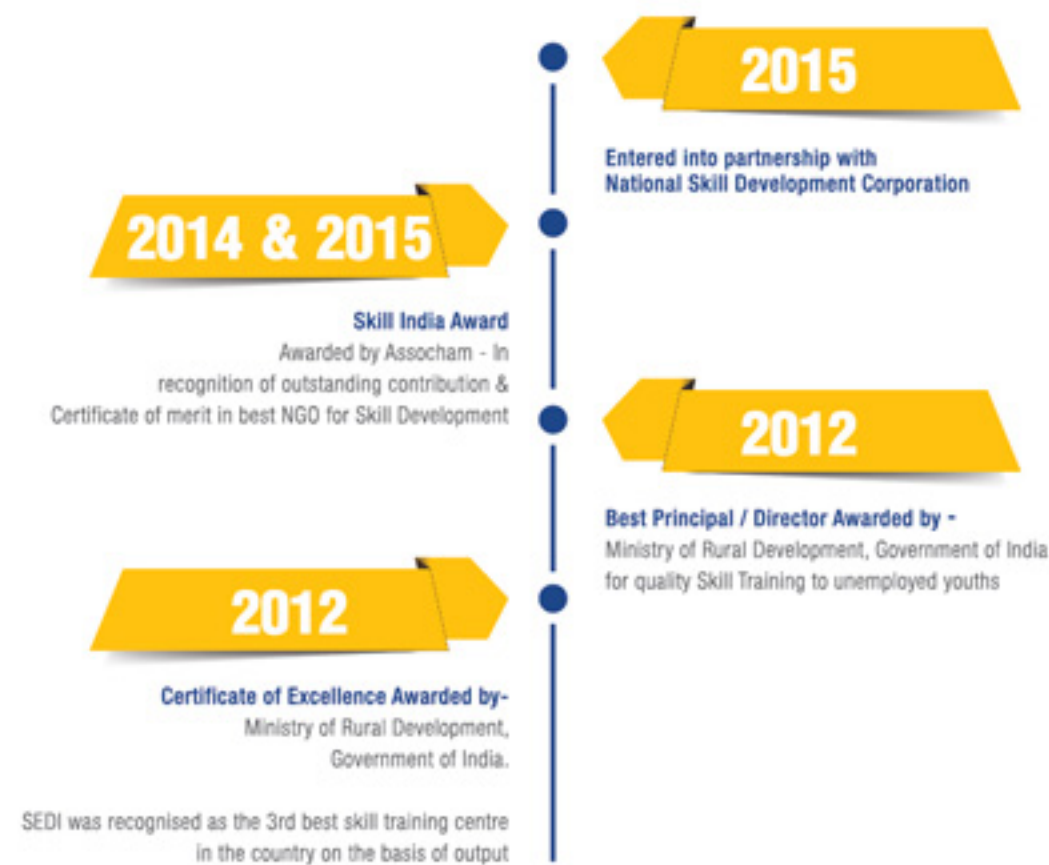 2015
Entered into partnership with
National Skill Development Corporation
2014 & 2015
Skill India Award
Awarded by Assocham - In
recognition of outstanding contribution &
Certificate of merit in best NGO for Skill Development
2012
Best Principal / Director Awarded by -
Ministry of Rural Development, Government of India
for quality Skill Training to unemployed youths
2012
Certificate of Excellence Awarded by-
Ministry of Rural Development,
Government of India.
SEDI was recognised as the 3rd best skill training centre
in the country on the basis of output